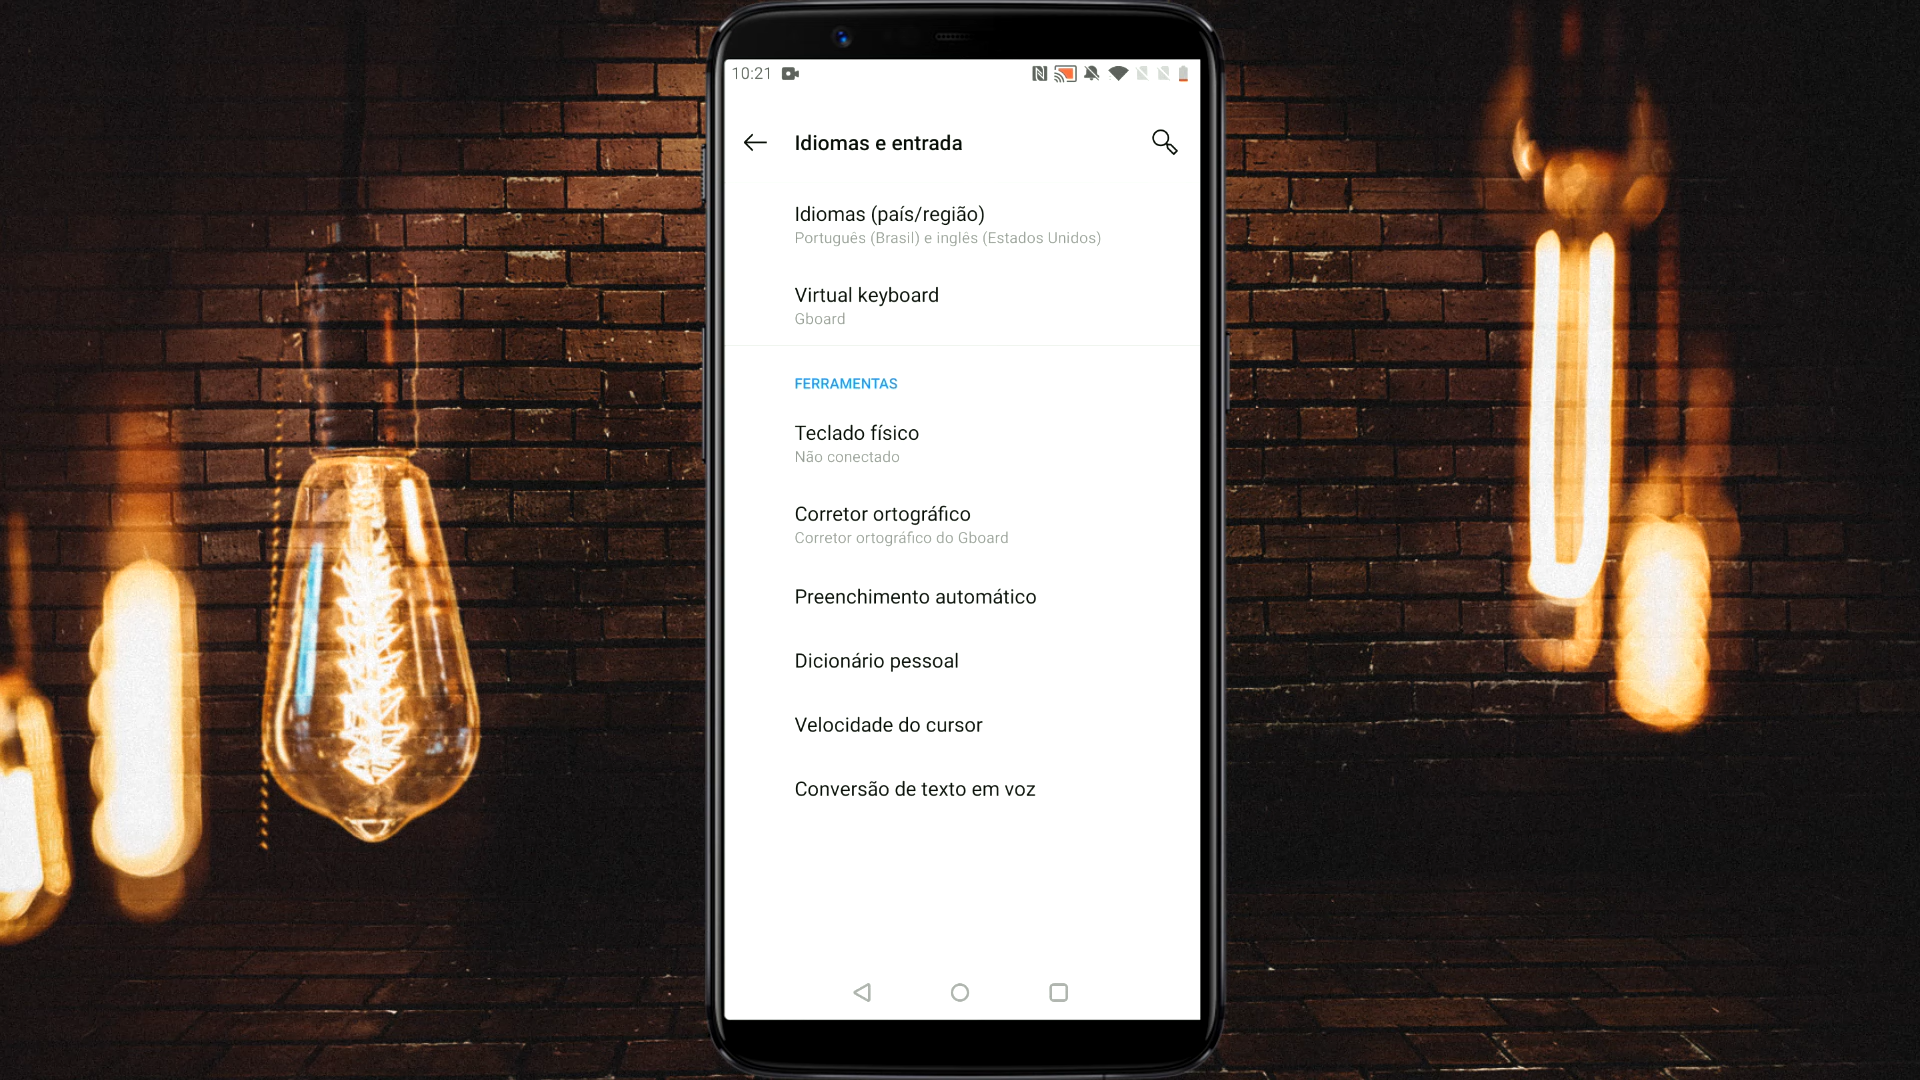 10:21
Idiomas e entrada
Idiomas (país/região)
Português (Brasil) e inglês (Estados Unidos)
Virtual keyboard
Gboard
FERRAMENTAS
Teclado físico
Não conectado
Corretor ortográfico
Corretor ortográfico do Gboard
Preenchimento automático
Dicionário pessoal
Velocidade do cursor
Conversão de texto em voz